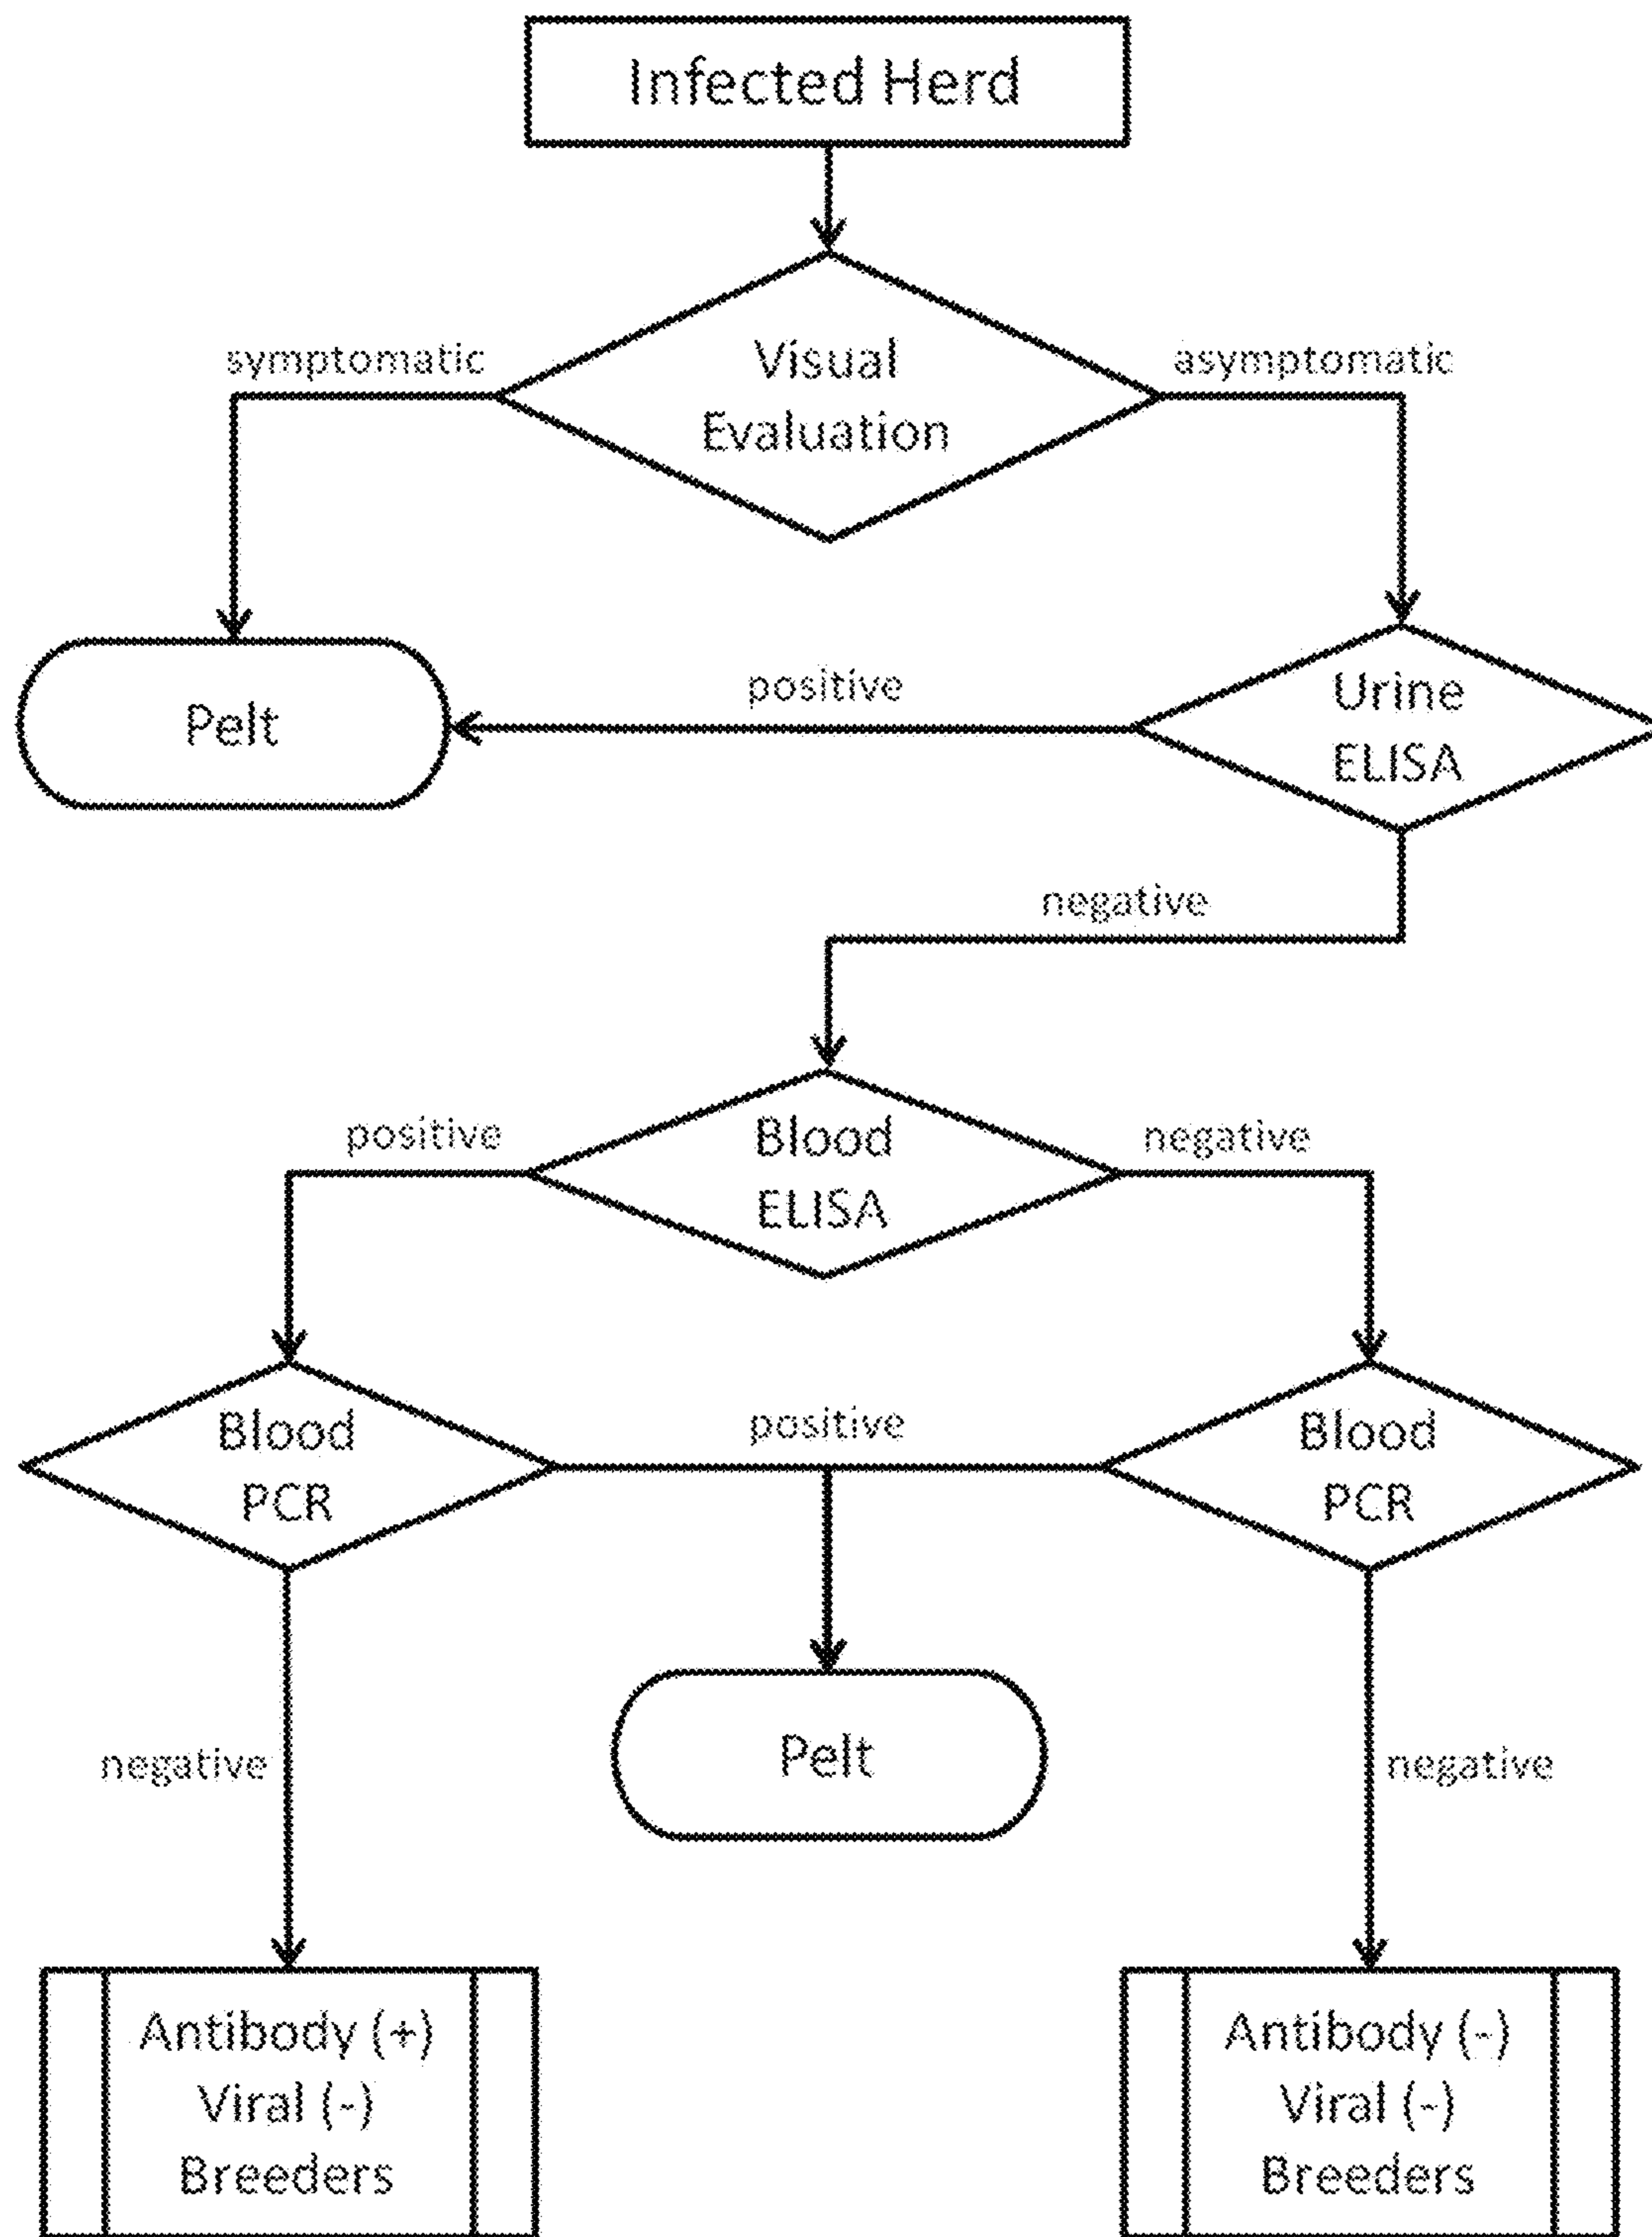 Infected Herd
Visual
Evaluation
symptomatic
asymptomatic
Pelt
positive
Urine
ELISA
negative
Blood
ELISA
positive
negative
Blood
PCR
positive
Blood
PCR
Pelt
negative
negative
Antibody (+)
Viral (-)
Breeders
Antibody (-)
Viral (-)
Breeders